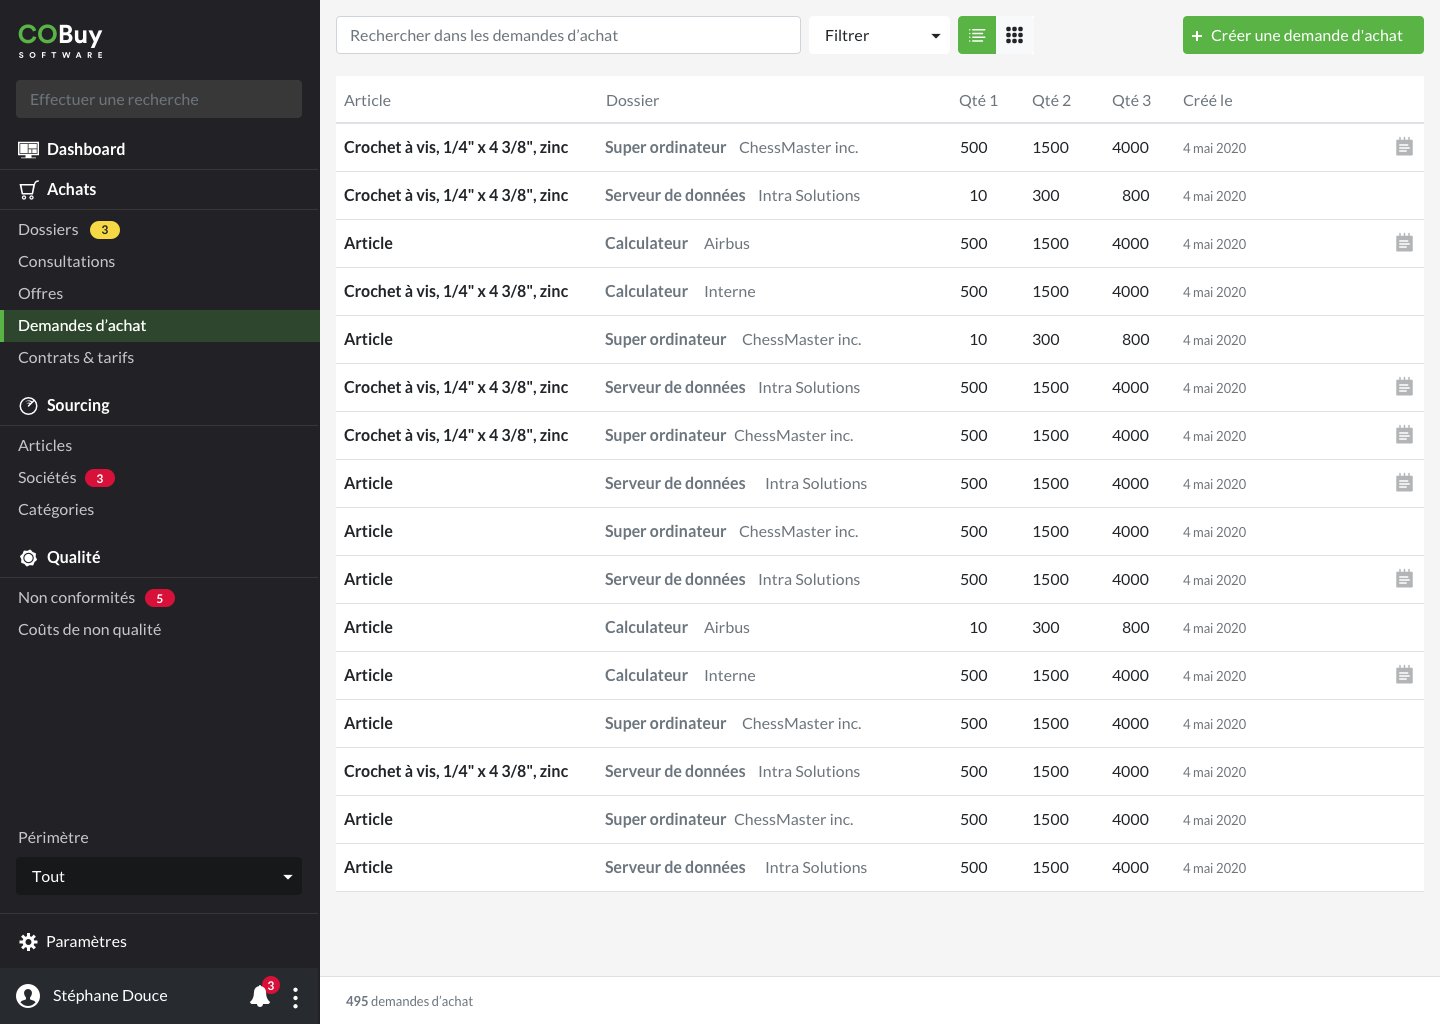 COBuy
SOFTWARE
Effectuer une recherche
Dashboard
Achats
Dossiers 3
Consultations
Offres
Demandes d’achat
Contrats & tarifs
Sourcing
Articles
Sociétés 3
Catégories
Qualité
Non conformités 5
Coûts de non qualité
Périmètre
Tout
Paramètres
Stéphane Douce 3
Rechercher dans les demandes d’achat Filtrer + Créer une demande d'achat
Article Dossier Qté 1 Qté 2 Qté 3 Créé le
Crochet à vis, 1/4" x 4 3/8", zinc Super ordinateur ChessMaster inc. 500 1500 4000 4 mai 2020
Crochet à vis, 1/4" x 4 3/8", zinc Serveur de données Intra Solutions 10 300 800 4 mai 2020
Article Calculateur Airbus 500 1500 4000 4 mai 2020
Crochet à vis, 1/4" x 4 3/8", zinc Calculateur Interne 500 1500 4000 4 mai 2020
Article Super ordinateur ChessMaster inc. 10 300 800 4 mai 2020
Crochet à vis, 1/4" x 4 3/8", zinc Serveur de données Intra Solutions 500 1500 4000 4 mai 2020
Crochet à vis, 1/4" x 4 3/8", zinc Super ordinateur ChessMaster inc. 500 1500 4000 4 mai 2020
Article Serveur de données Intra Solutions 500 1500 4000 4 mai 2020
Article Super ordinateur ChessMaster inc. 500 1500 4000 4 mai 2020
Article Serveur de données Intra Solutions 500 1500 4000 4 mai 2020
Article Calculateur Airbus 10 300 800 4 mai 2020
Article Calculateur Interne 500 1500 4000 4 mai 2020
Article Super ordinateur ChessMaster inc. 500 1500 4000 4 mai 2020
Crochet à vis, 1/4" x 4 3/8", zinc Serveur de données Intra Solutions 500 1500 4000 4 mai 2020
Article Super ordinateur ChessMaster inc. 500 1500 4000 4 mai 2020
Article Serveur de données Intra Solutions 500 1500 4000 4 mai 2020
495 demandes d’achat